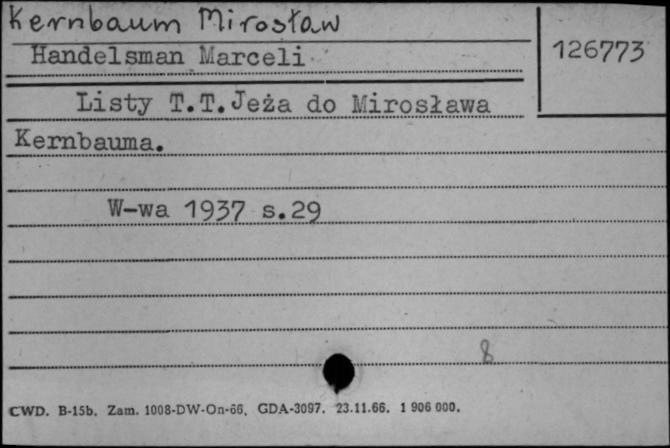 Kernbaum Mirosław
Handelsman Marceli
126773
Listy T.T.Jeża do Mirosława
Kernbauma.
W-wa 1937 s.29
8
CWD. B-15b. Zam. 1008-DW-On-66. GDA-3097. 23.11.66. 1 906 000.